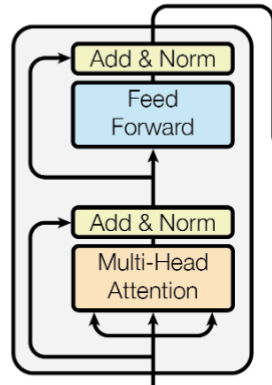 Add & Norm
Feed
Forward
Add & Norm
Multi-Head
Attention